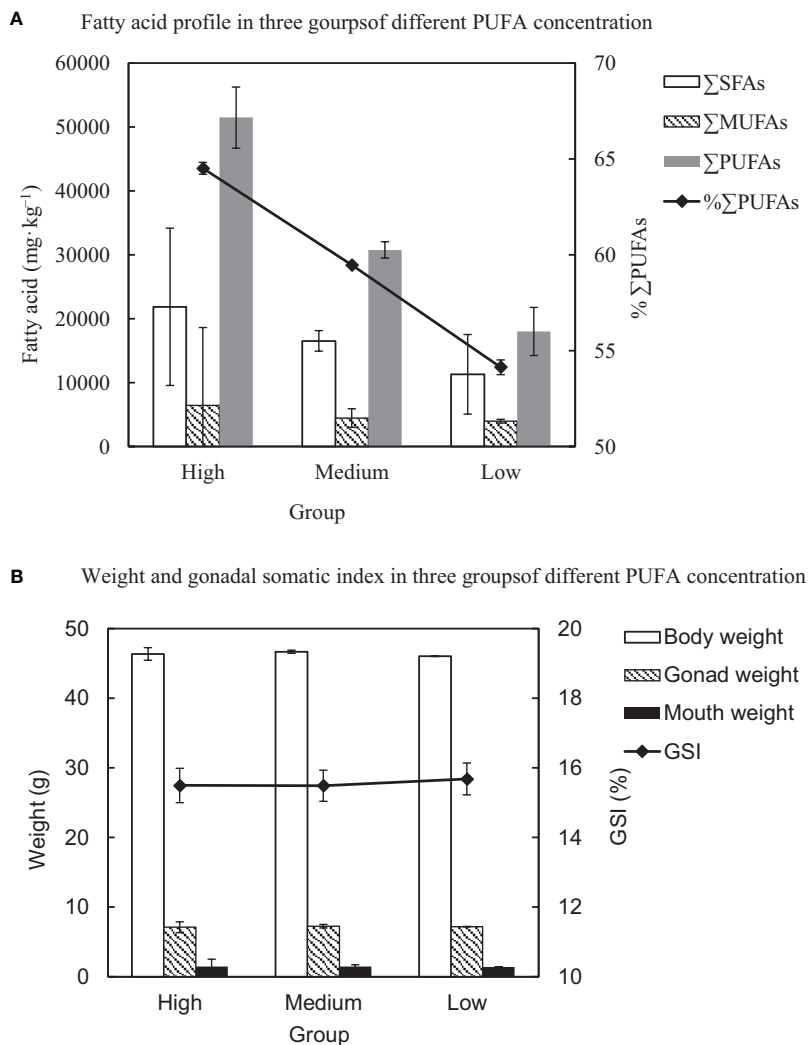 A Fatty acid profile in three gourpsof different PUFA concentration
60000
50000
40000
30000
20000
10000
0
Fatty acid (mg·kg⁻¹)
70
65
60
55
50
% ∑PUFAs
∑SFAs
∑MUFAs
∑PUFAs
%∑PUFAs
High Medium Low
Group
B Weight and gonadal somatic index in three groupsof different PUFA concentration
50
40
30
20
10
0
Weight (g)
20
18
16
14
12
10
GSI (%)
Body weight
Gonad weight
Mouth weight
GSI
High Medium Low
Group